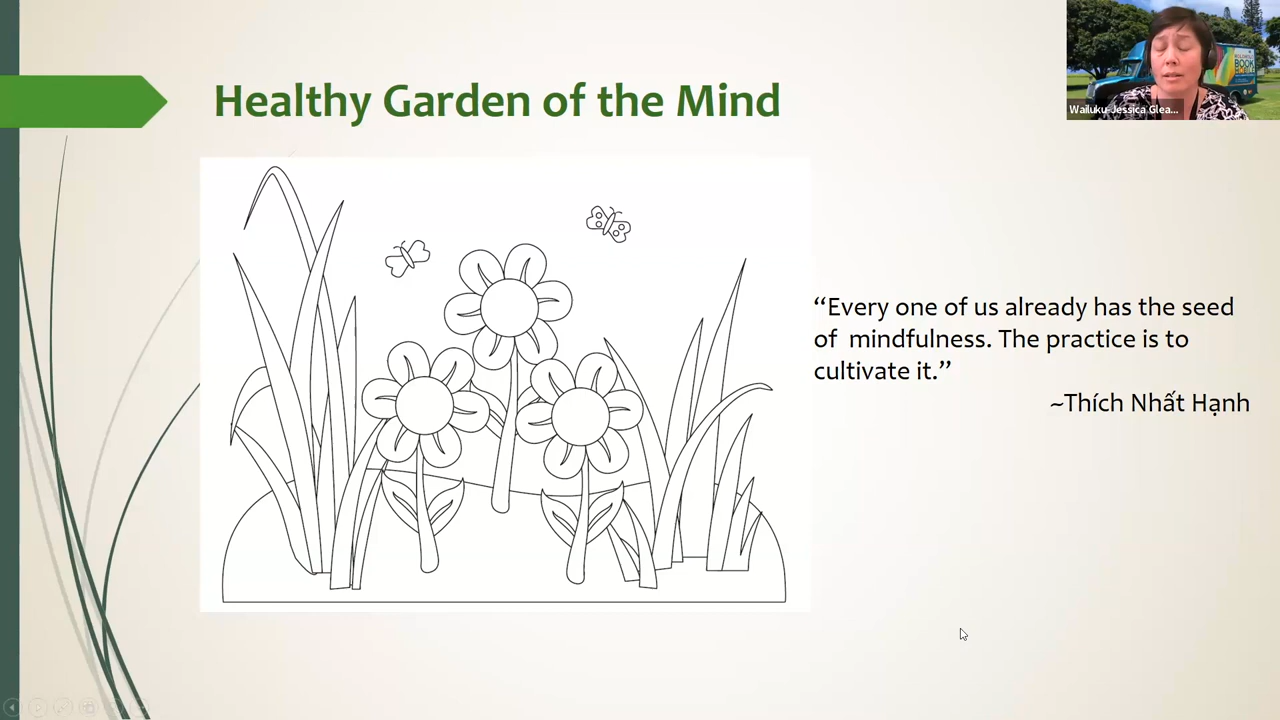 Healthy Garden of the Mind
Wailuku-Jessica Glea...
“Every one of us already has the seed
of mindfulness. The practice is to
cultivate it.”
~Thích Nhất Hạnh